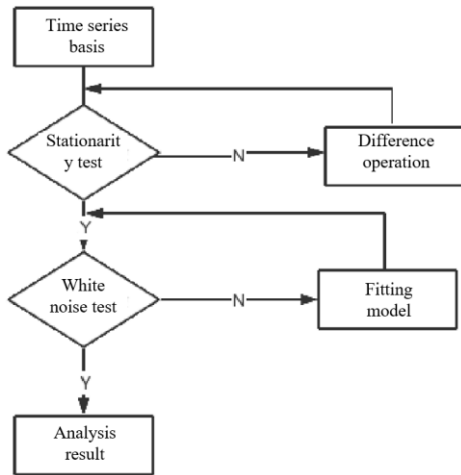 Time series
basis
Stationarit
y test
N
Difference
operation
Y
White
noise test
N
Fitting
model
Y
Analysis
result